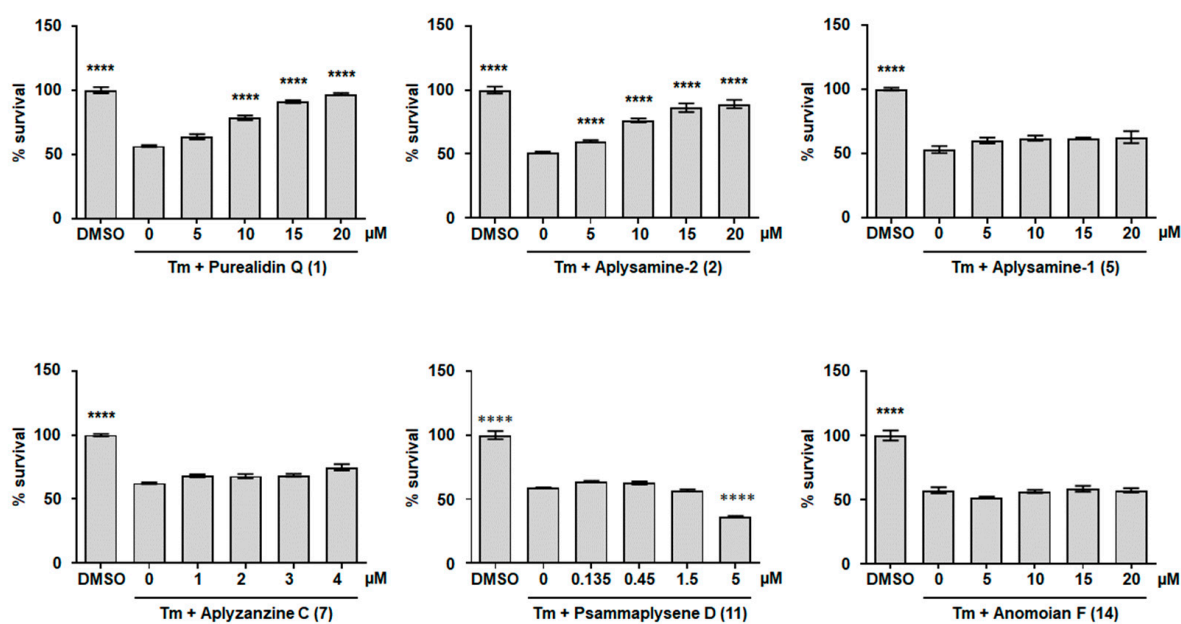 150
100
50
0
% survival
****
****
****
****
DMSO 0 5 10 15 20 μM
Tm + Purealidin Q (1)
150
100
50
0
% survival
****
****
****
****
****
DMSO 0 5 10 15 20 μM
Tm + Aplysamine-2 (2)
150
100
50
0
% survival
****
DMSO 0 5 10 15 20 μM
Tm + Aplysamine-1 (5)
150
100
50
0
% survival
****
DMSO 0 1 2 3 4 μM
Tm + Aplyzanzine C (7)
150
100
50
0
% survival
****
****
DMSO 0 0.135 0.45 1.5 5 μM
Tm + Psammaplysene D (11)
150
100
50
0
% survival
****
DMSO 0 5 10 15 20 μM
Tm + Anomoian F (14)